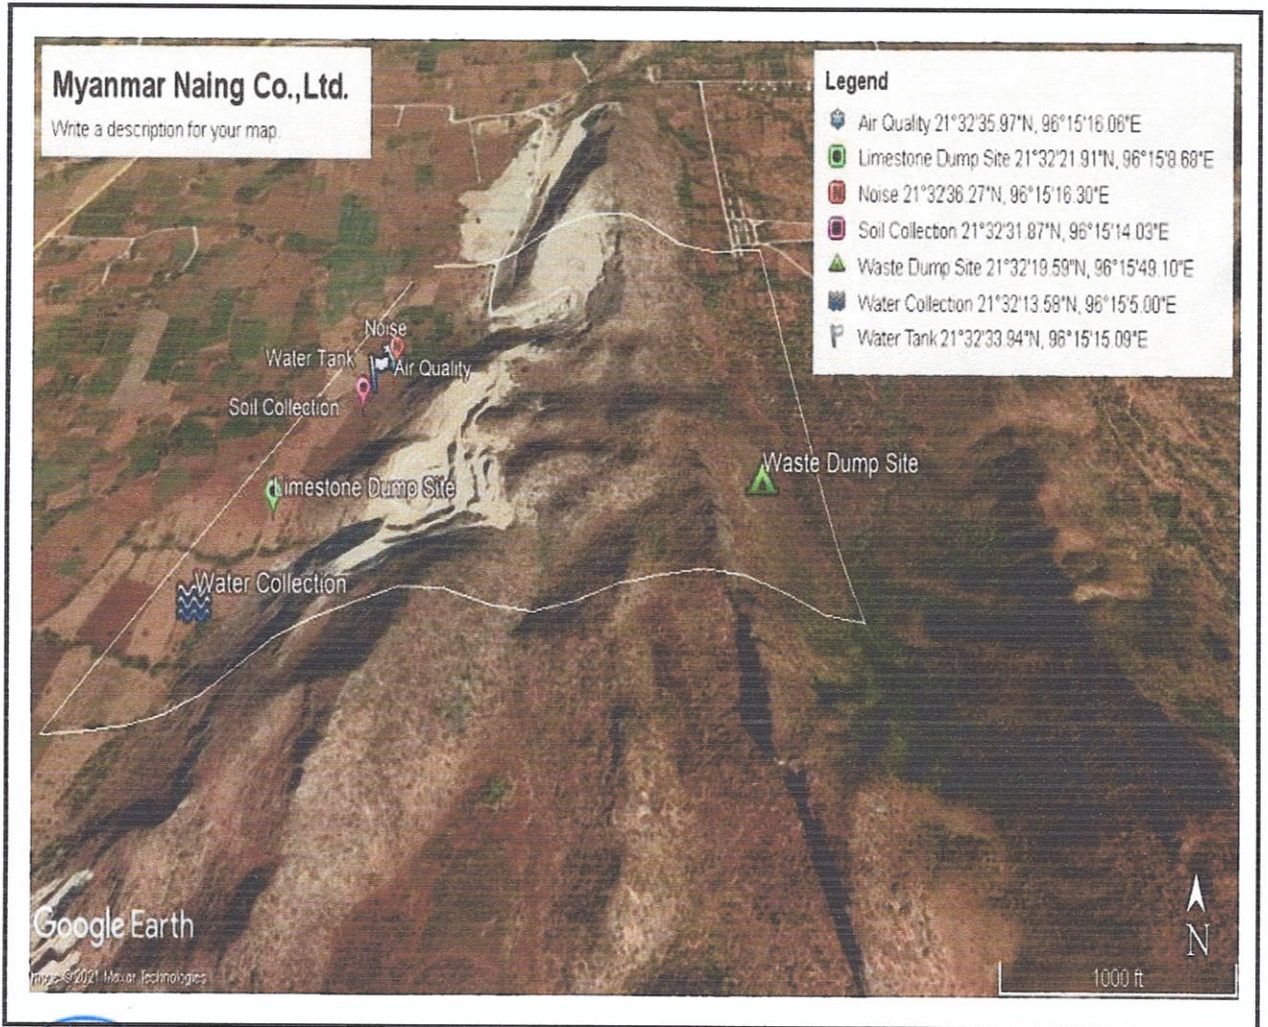 Myanmar Naing Co.,Ltd.
Write a description for your map.
Legend
Air Quality 21°32'35.97"N, 96°15'16.06"E
Limestone Dump Site 21°32'21.91"N, 96°15'8.68"E
N Noise 21°32'36.27"N, 96°15'16.30"E
Soil Collection 21°32'31.87"N, 96°15'14.03"E
Waste Dump Site 21°32'19.59"N, 96°15'49.10"E
Water Collection 21°32'13.58"N, 96°15'5.00"E
Water Tank 21°32'33.94"N, 96°15'15.09"E
Noise
Water Tank
Air Quality
Soil Collection
Waste Dump Site
Limestone Dump Site
Water Collection
Google Earth
Image © 2021 Maxar Technologies
N
1000 ft